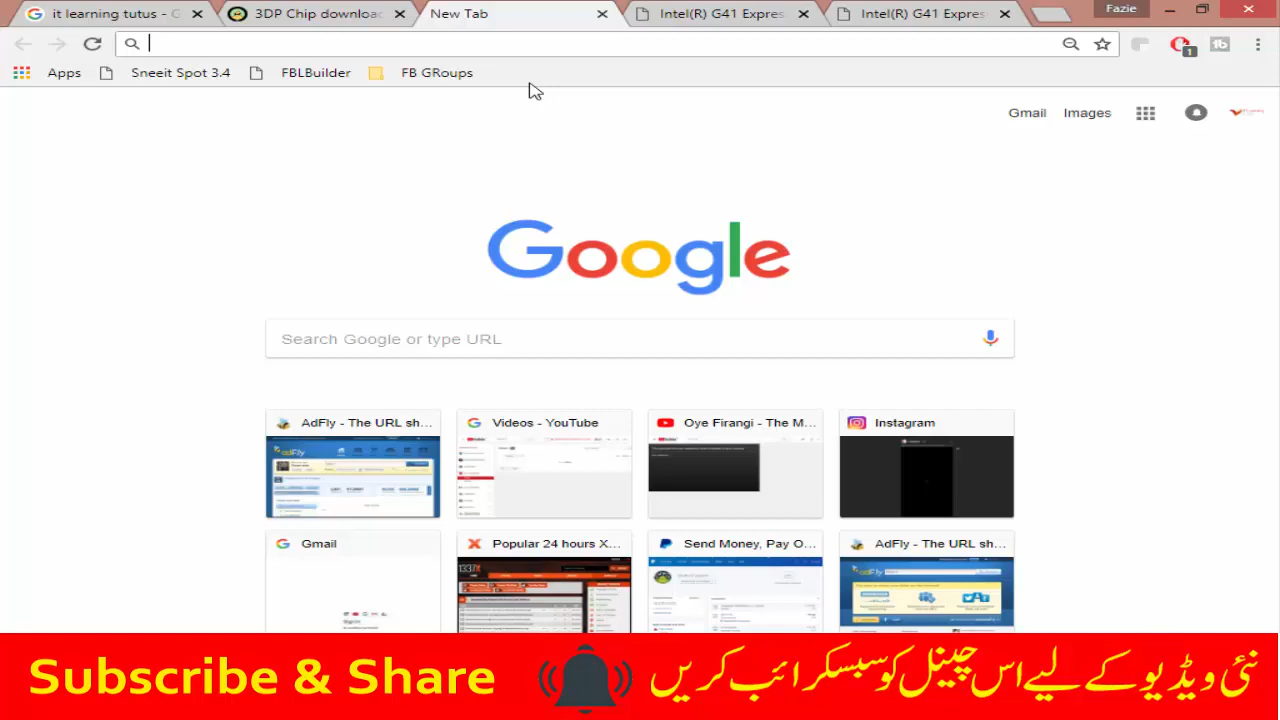 it learning tutus - G
3DP Chip downloa
New Tab
Intel(R) G41 Expres
Intel(R) G41 Expres
Fazie
1
Apps
Sneeit Spot 3.4
FBLBuilder
FB GRoups
Gmail
Images
Google
Search Google or type URL
AdFly - The URL sh...
Videos - YouTube
Oye Firangi - The M...
Instagram
Gmail
Popular 24 hours X...
Send Money, Pay O...
AdFly - The URL sh...
Subscribe & Share
نئی ویڈیو کے لیے اس چینل کو سبسکرائب کریں